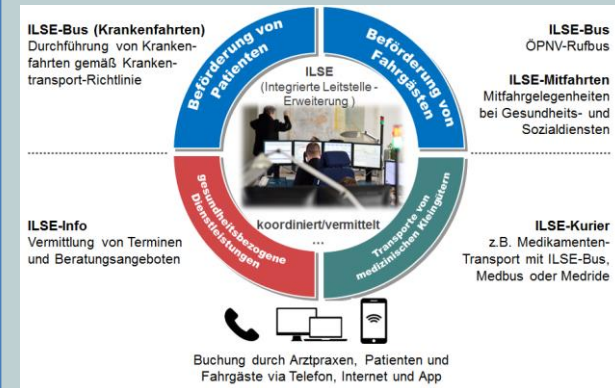 ILSE-Bus (Krankenfahrten)
Durchführung von Kranken-
fahrten gemäß Kranken-
transport-Richtlinie
Beförderung von
Patienten
Beförderung von
Fahrgästen
ILSE
(Integrierte Leitstelle -
Erweiterung )
ILSE-Bus
ÖPNV-Rufbus
ILSE-Mitfahrten
Mitfahrgelegenheiten
bei Gesundheits- und
Sozialdiensten
ILSE-Info
Vermittlung von Terminen
und Beratungsangeboten
gesundheitsbezogene
Dienstleistungen
koordiniert/vermittelt
...
Transporte von
medizinischen Kleingütern
ILSE-Kurier
z.B. Medikamenten-
Transport mit ILSE-Bus,
Medbus oder Medride
Buchung durch Arztpraxen, Patienten und
Fahrgäste via Telefon, Internet und App